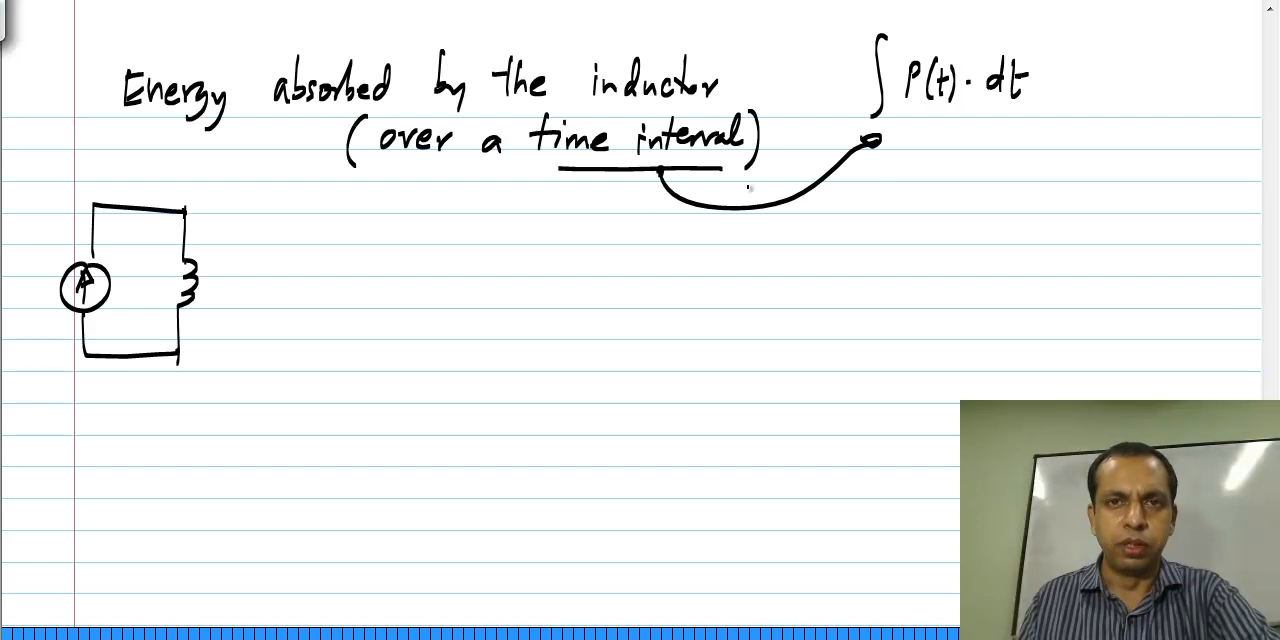 Energy absorbed by the inductor ∫ P(t) · dt
(over a time interval)